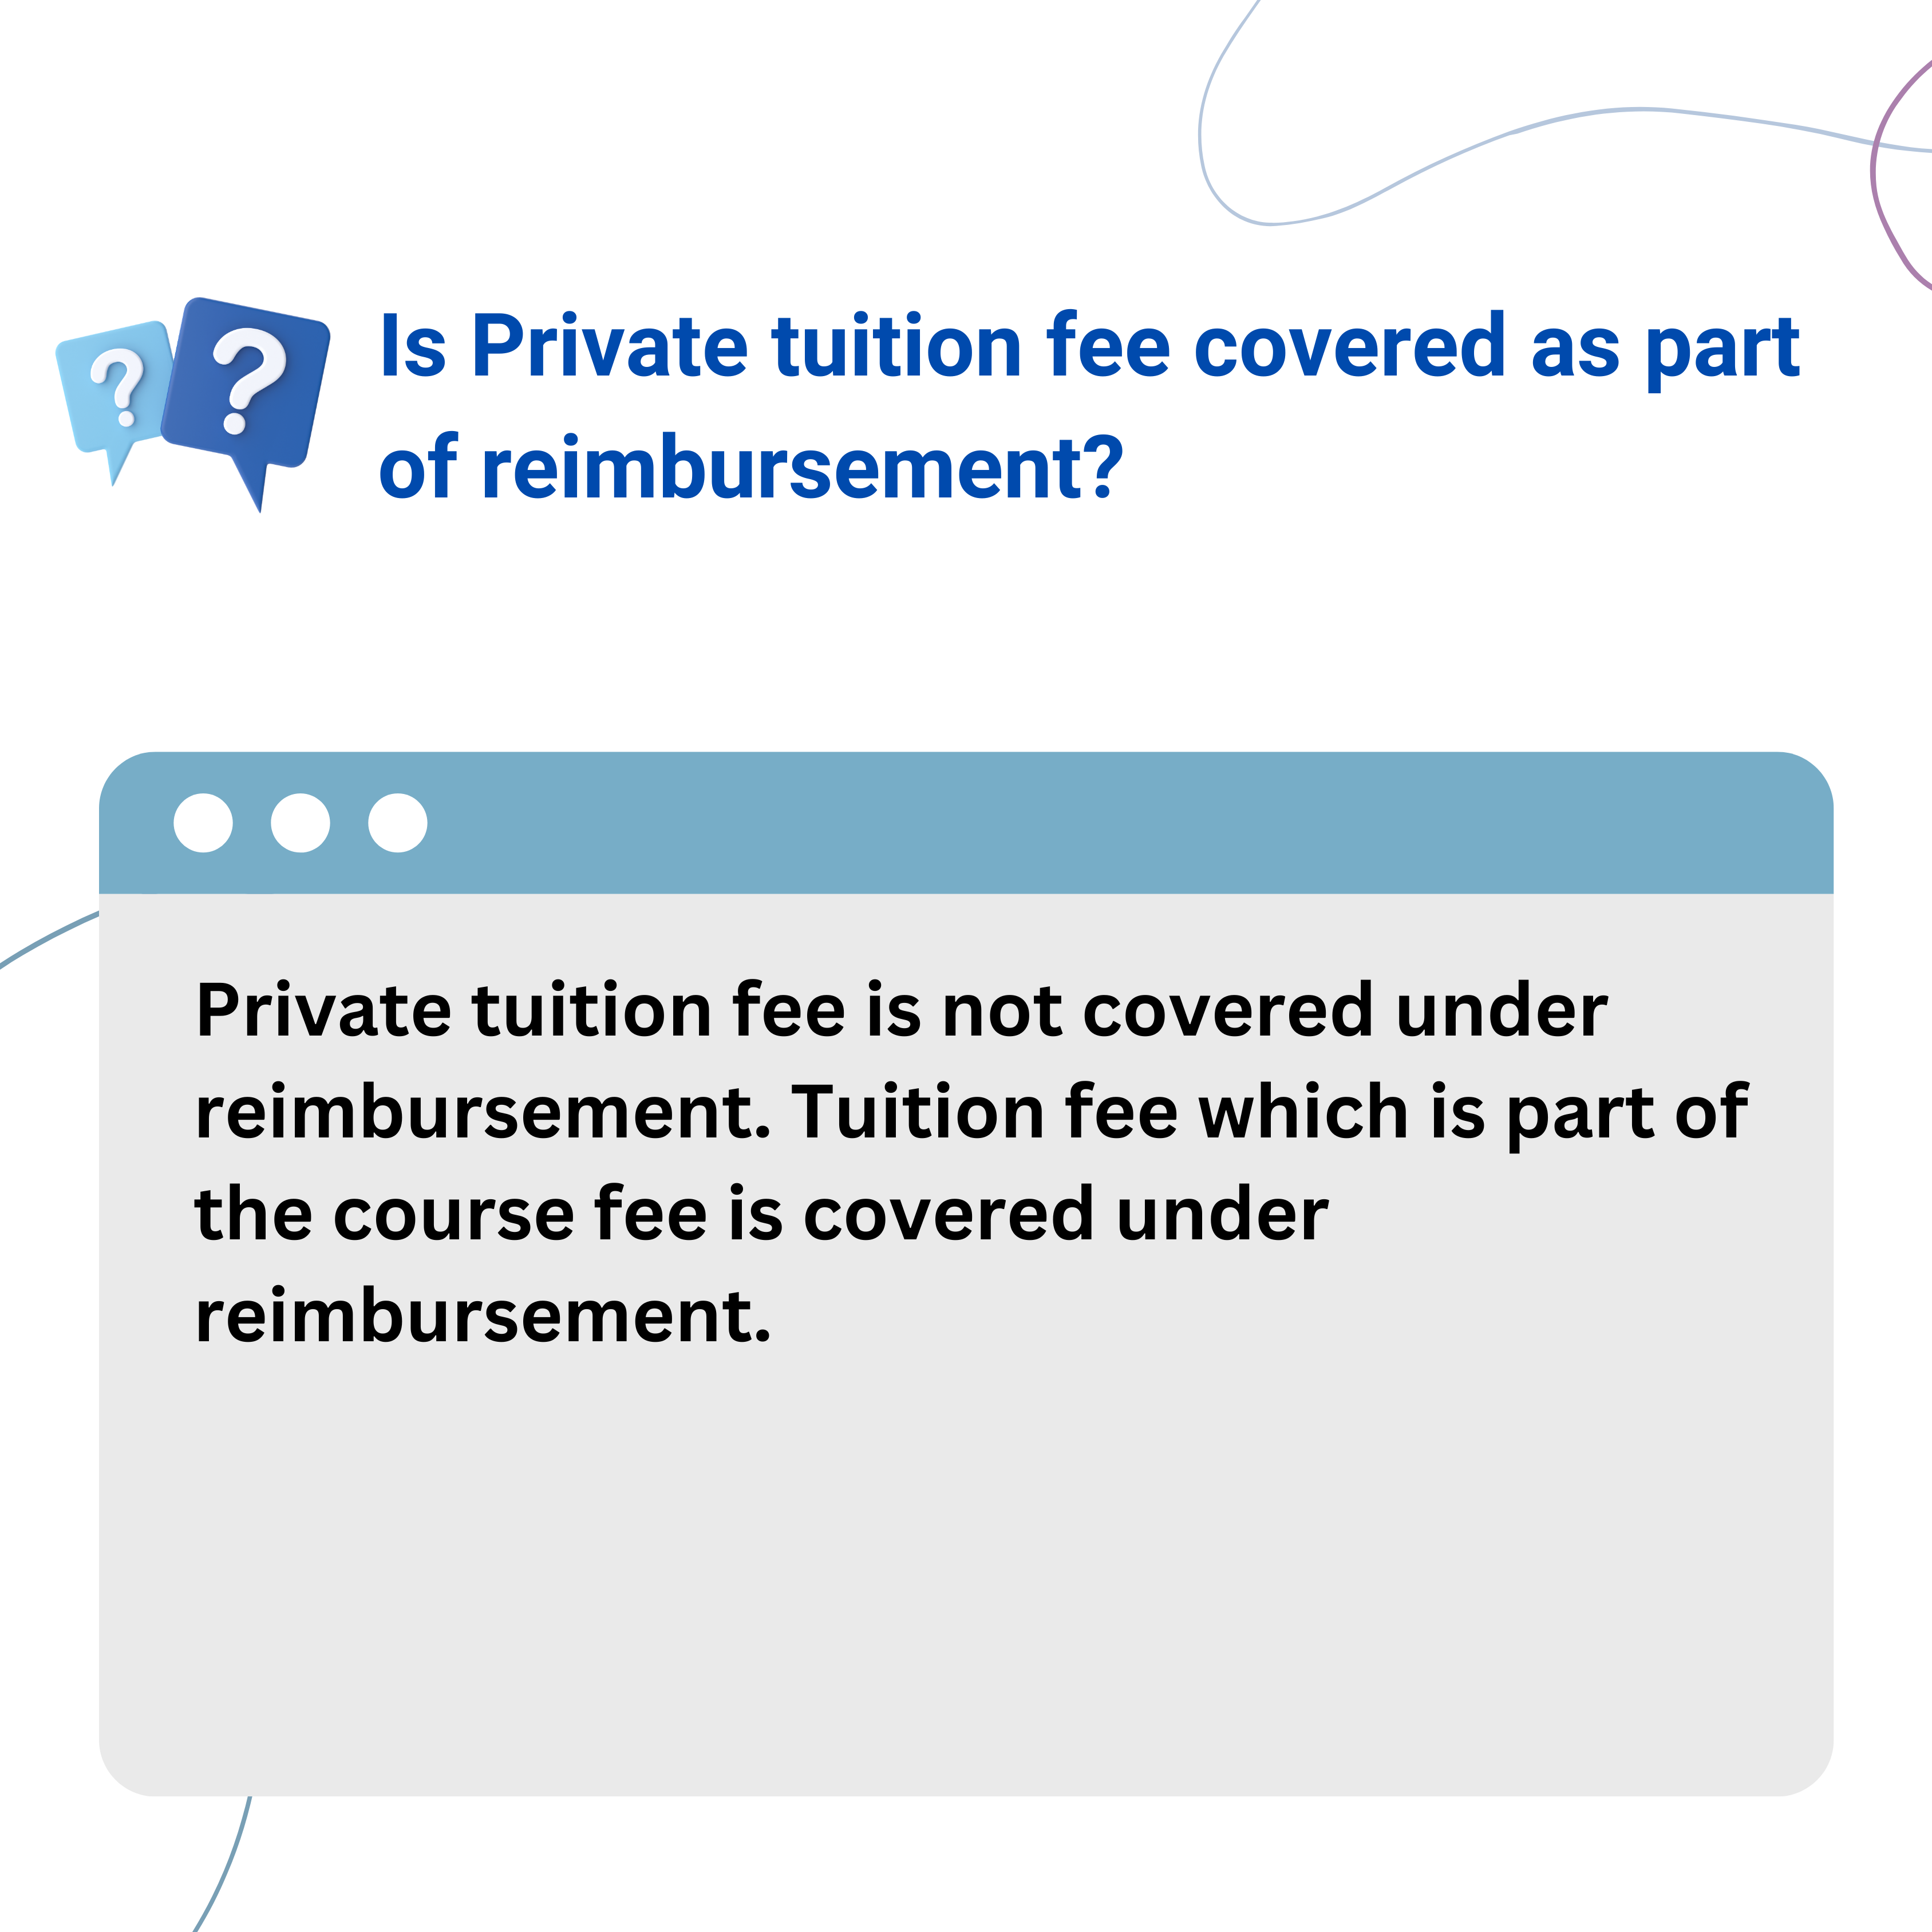 Is Private tuition fee covered as part
of reimbursement?
Private tuition fee is not covered under
reimbursement. Tuition fee which is part of
the course fee is covered under
reimbursement.